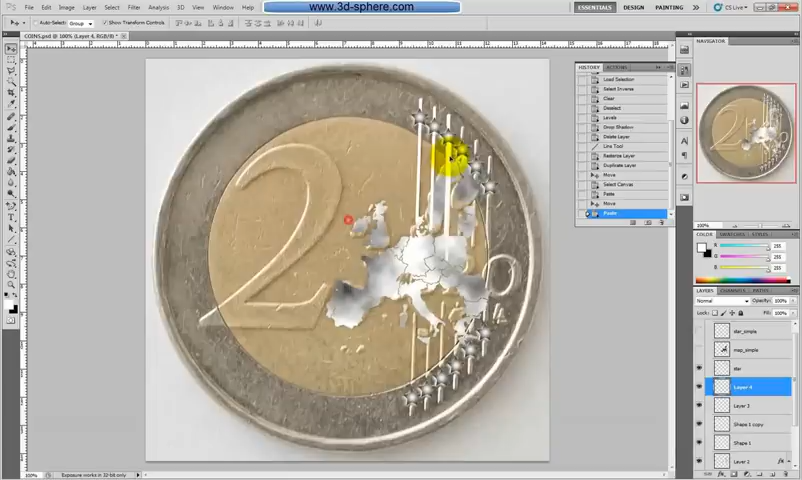 File Edit Image Layer Select Filter Analysis 3D View
www.3d-sphere.com
ESSENTIALS DESIGN PAINTING CS Live
Auto-Select: Group Show Transform Controls
COINS.psd @ 100% (Layer 4, RGB/8) *
HISTORY ACTIONS
Load Selection
Select Inverse
Clear
Deselect
Levels
Drop Shadow
Delete Layer
Line Tool
Rasterize Layer
Duplicate Layer
Move
Select Canvas
Paste
Move
Paste
NAVIGATOR
100%
COLOR SWATCHES STYLES
R 255
G 255
B 255
LAYERS CHANNELS PATHS
Normal Opacity: 100%
Lock: Fill: 100%
star_simple
map_simple
star
Layer 4
Layer 3
Shape 1 copy
Shape 1
Layer 2
2
100% Exposure works in 32-bit only